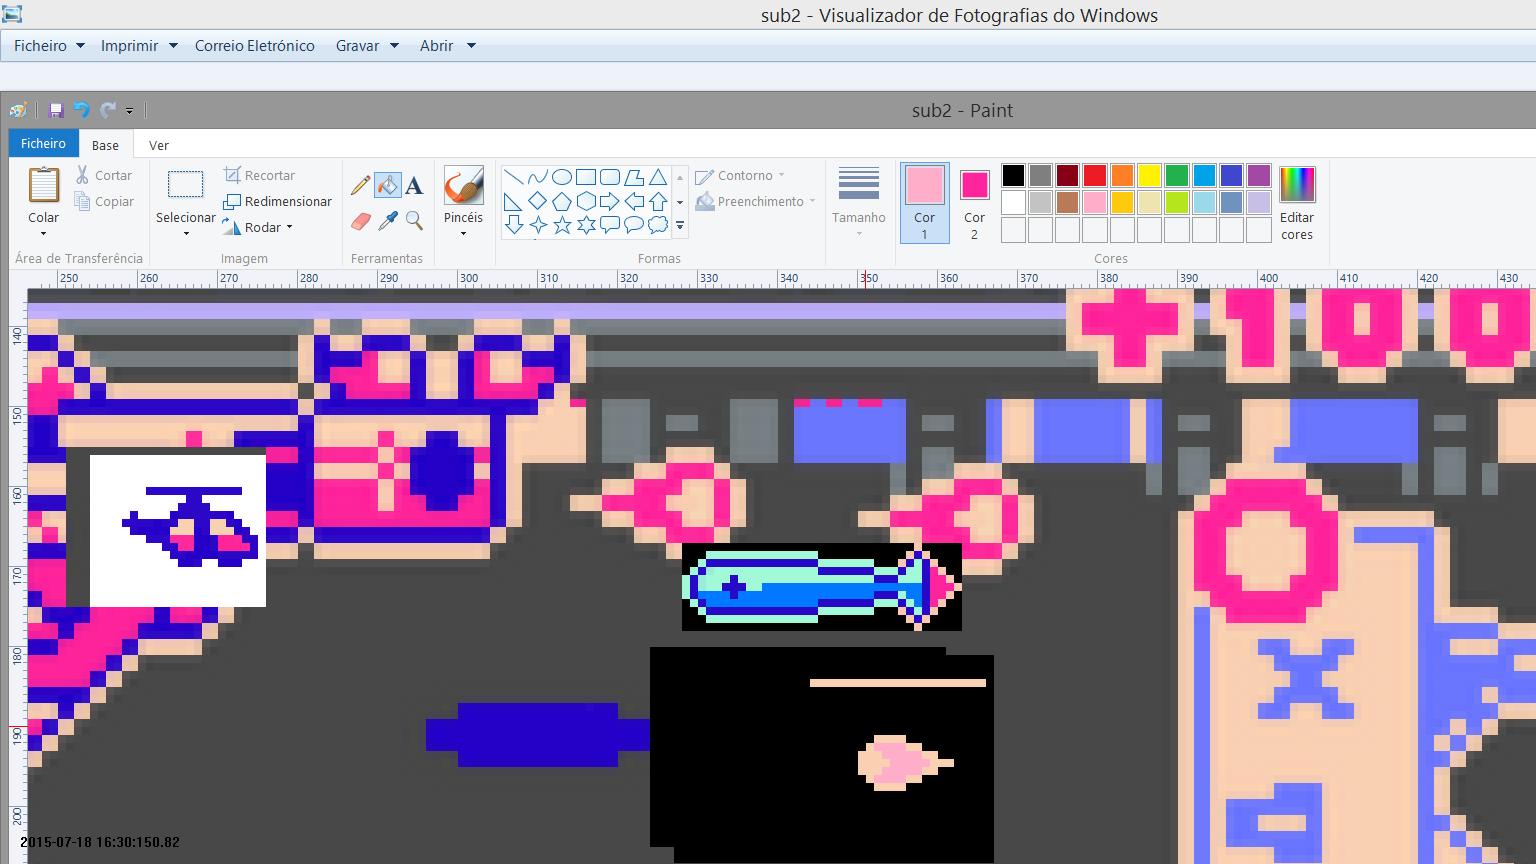 sub2 - Visualizador de Fotografias do Windows
Ficheiro Imprimir Correio Eletrónico Gravar Abrir
sub2 - Paint
Ficheiro Base Ver
Colar
Cortar
Copiar
Área de Transferência
Selecionar
Recortar
Redimensionar
Rodar
Imagem
A
Ferramentas
Pincéis
Contorno
Preenchimento
Formas
Tamanho
Cor
1
Cor
2
Editar
cores
Cores
250 260 270 280 290 300 310 320 330 340 350 360 370 380 390 400 410 420 430
140
150
160
170
180
190
200
+100
2015-07-18 16:30:150.82